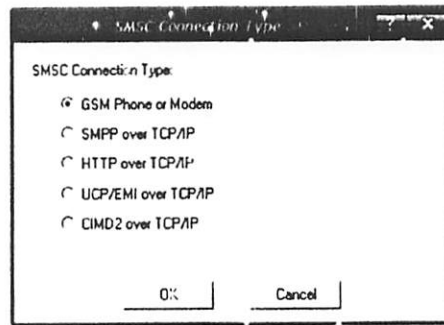 SMSC Connection Type
SMSC Connection Type:
GSM Phone or Modem
SMPP over TCP/IP
HTTP over TCP/IP
UCP/EMI over TCP/IP
CIMD2 over TCP/IP
OK Cancel